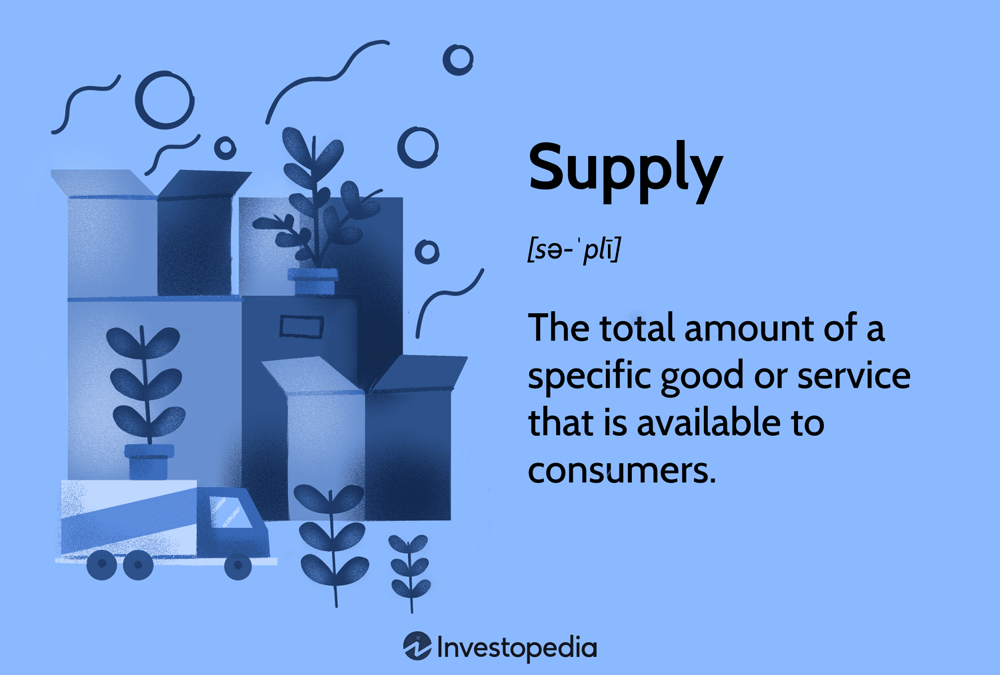 Supply
[sə-ˈplī]
The total amount of a
specific good or service
that is available to
consumers.
Investopedia